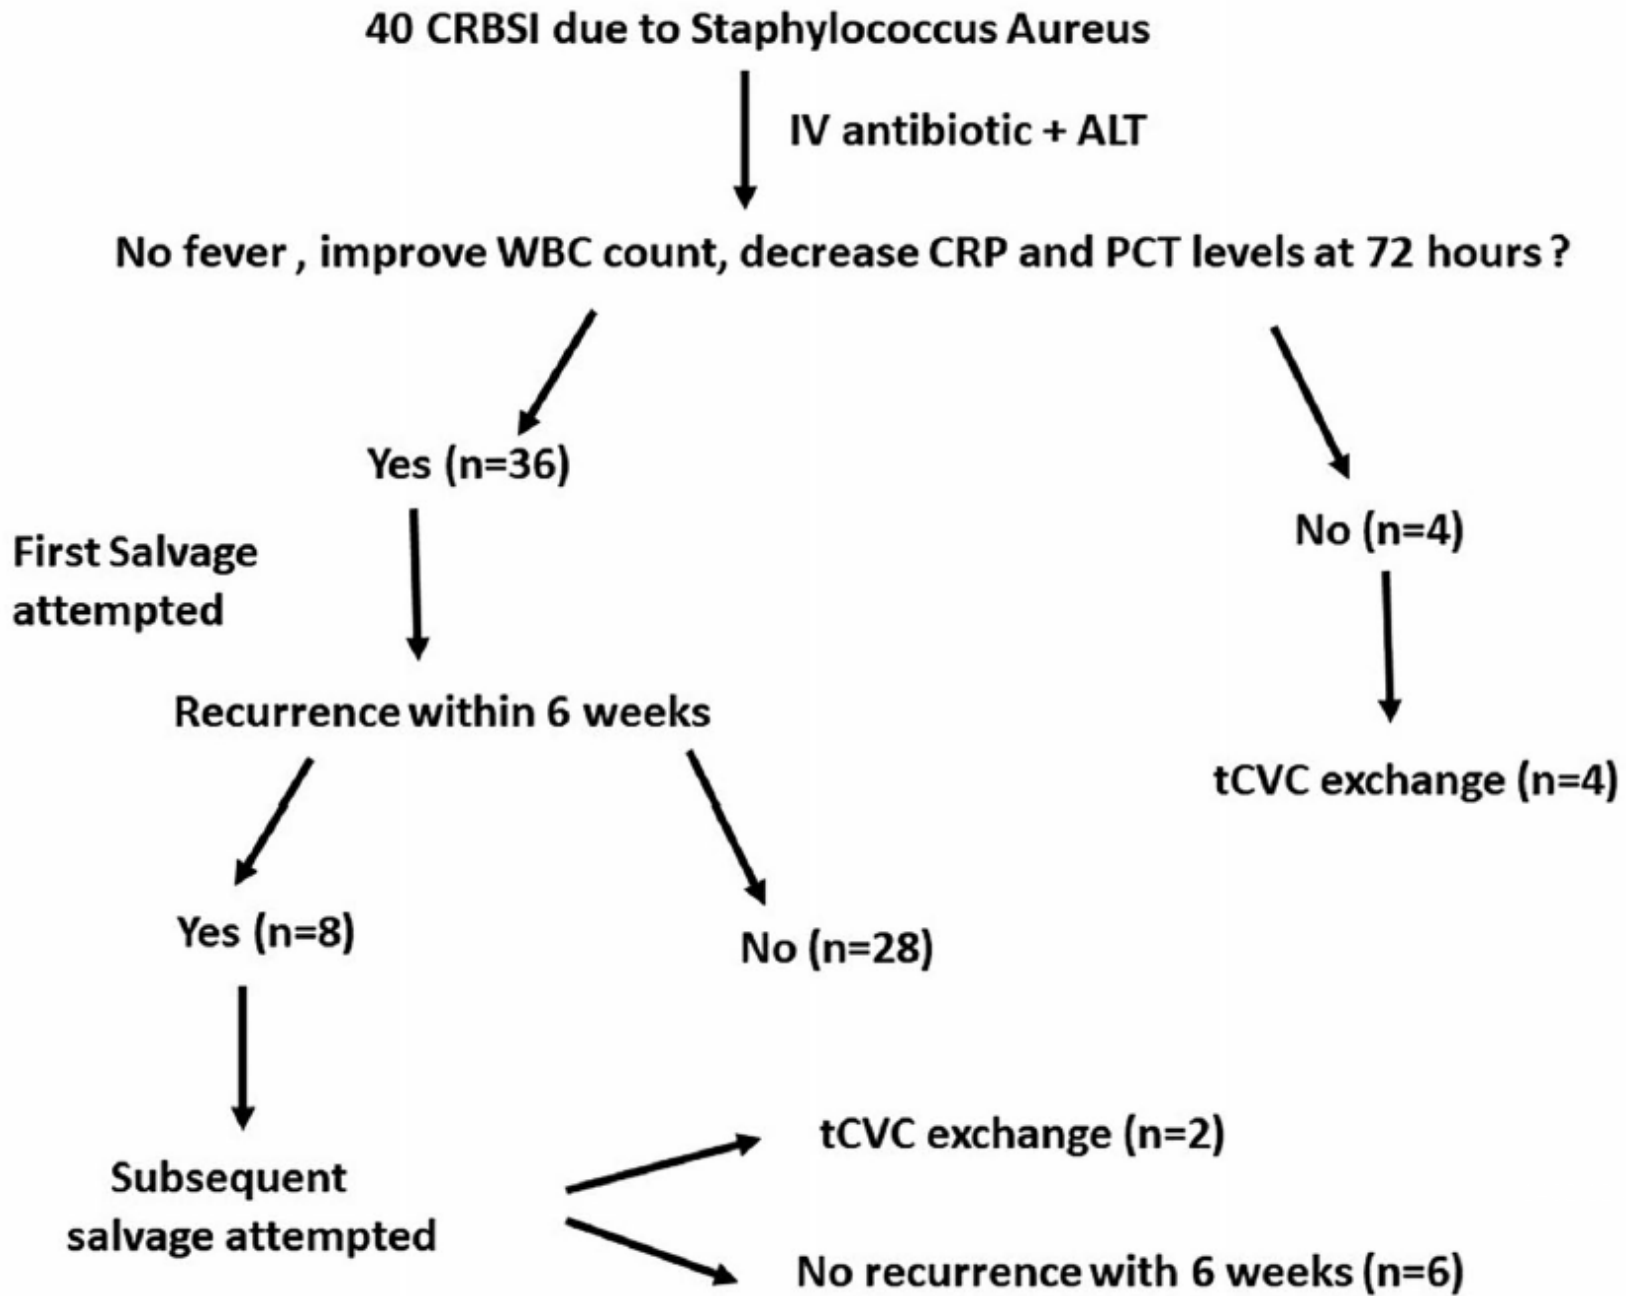 40 CRBSI due to Staphylococcus Aureus
IV antibiotic + ALT
No fever , improve WBC count, decrease CRP and PCT levels at 72 hours ?
Yes (n=36)
No (n=4)
First Salvage
attempted
Recurrence within 6 weeks
tCVC exchange (n=4)
Yes (n=8)
No (n=28)
Subsequent
salvage attempted
tCVC exchange (n=2)
No recurrence with 6 weeks (n=6)